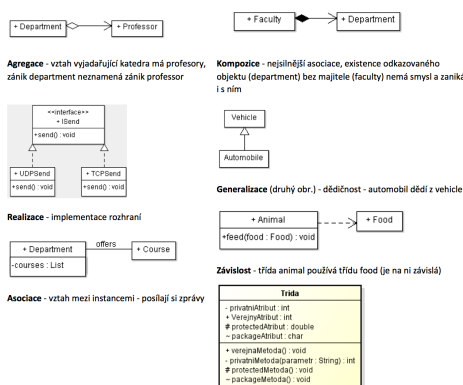 + Department
+ Professor
Agregace - vztah vyjadařující katedra má profesory,
zánik department neznamená zánik professor
<<interface>>
+ ISend
+send() : void
+ UDPSend
+send() : void
+ TCPSend
+send() : void
Realizace - implementace rozhraní
+ Department
-courses : List
offers
+ Course
Asociace - vztah mezi instancemi - posílají si zprávy
+ Faculty
+ Department
Kompozice - nejsilnější asociace, existence odkazovaného
objektu (department) bez majitele (faculty) nemá smysl a zaniká
i s ním
Vehicle
Automobile
Generalizace (druhý obr.) - dědičnost - automobil dědí z vehicle
+ Animal
+feed(food : Food) : void
+ Food
Závislost - třída animal používá třídu food (je na ni závislá)
Trida
- privatniAtribut : int
+ VerejnyAtribut : int
# protectedAtribut : double
~ packageAtribut : char
+ verejnaMetoda() : void
- privatniMetoda(parametr : String) : int
# protectedMetoda() : void
~ packageMetoda() : void